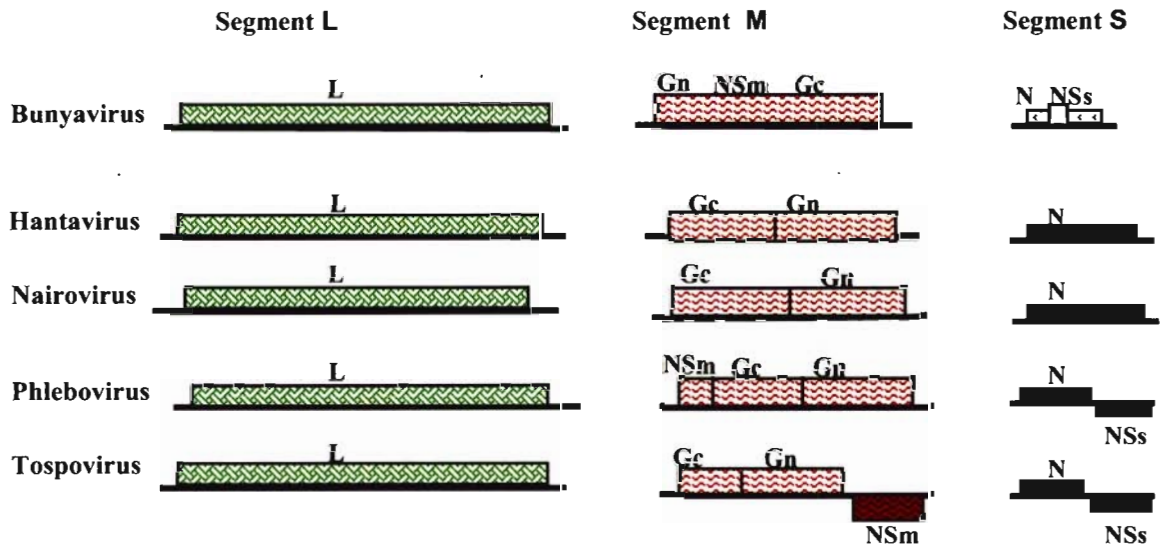 Segment L Segment M Segment S
L Gn NSm Gc
Bunyavirus N NSs
Hantavirus L Gc Gn N
Nairovirus L Gc Gn N
Phlebovirus L NSm Gc Gn N
NSs
Tospovirus L Gc Gn N
NSm NSs